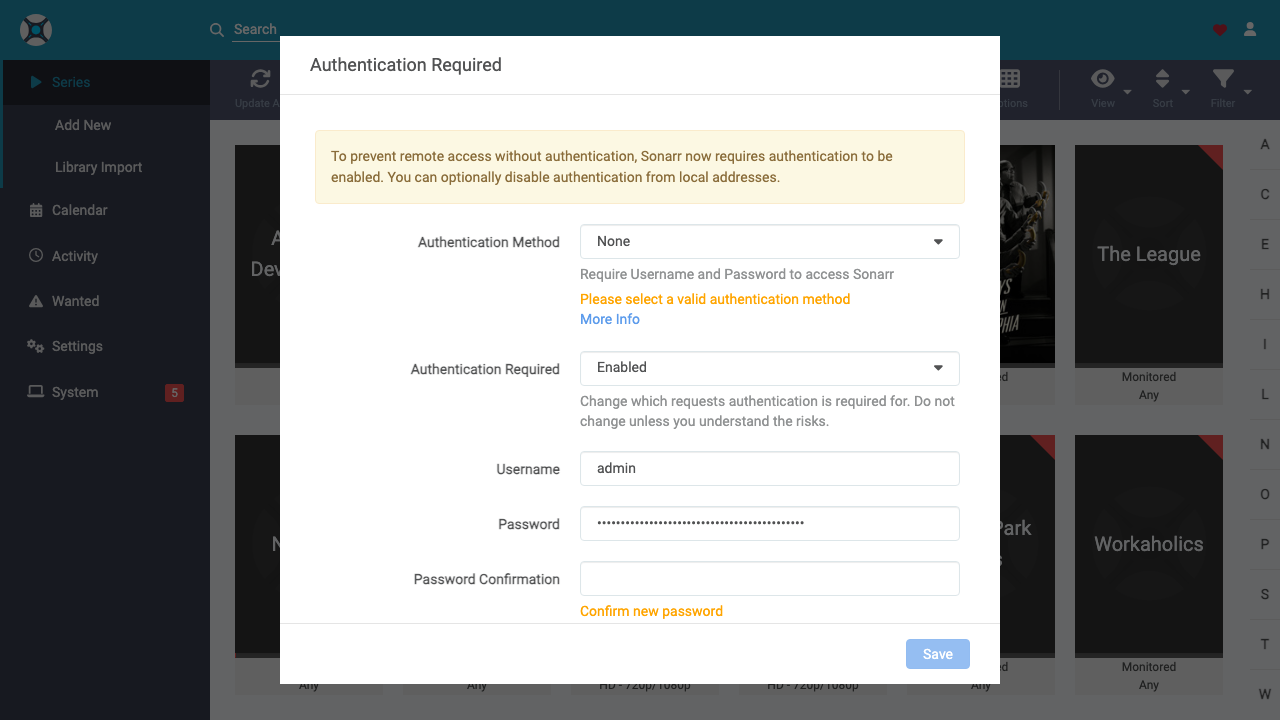 Search
Authentication Required
Series
Add New
Library Import
Calendar
Activity
Wanted
Settings
System
5
View
Sort
Filter
To prevent remote access without authentication, Sonarr now requires authentication to be
enabled. You can optionally disable authentication from local addresses.
Authentication Method
None
Require Username and Password to access Sonarr
Please select a valid authentication method
More Info
Authentication Required
Enabled
Change which requests authentication is required for. Do not
change unless you understand the risks.
Username
admin
Password
••••••••••••••••••••••••••••••••••••••••••
Password Confirmation
Confirm new password
Save
Update A
The League
Monitored
Any
Park
Workaholics
Monitored
Any
Any
Any
HD - 720p/1080p
HD - 720p/1080p
Any
A
C
E
H
I
L
N
O
P
S
T
W